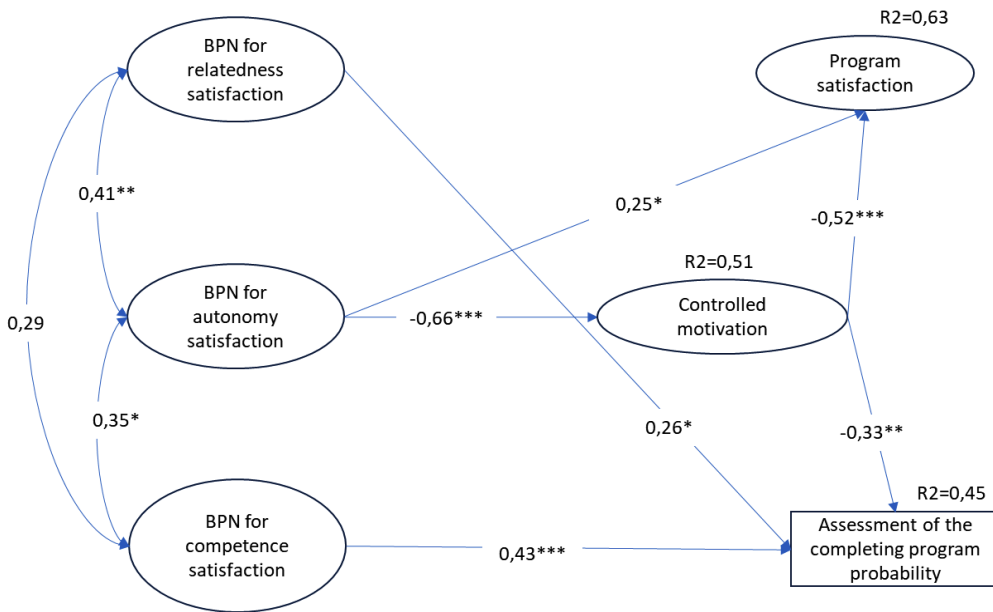 R2=0,63
BPN for
relatedness
satisfaction
Program
satisfaction
0,41**
0,25*
-0,52***
R2=0,51
BPN for
autonomy
satisfaction
-0,66***
Controlled
motivation
0,29
0,35*
0,26*
-0,33**
R2=0,45
BPN for
competence
satisfaction
0,43***
Assessment of the
completing program
probability